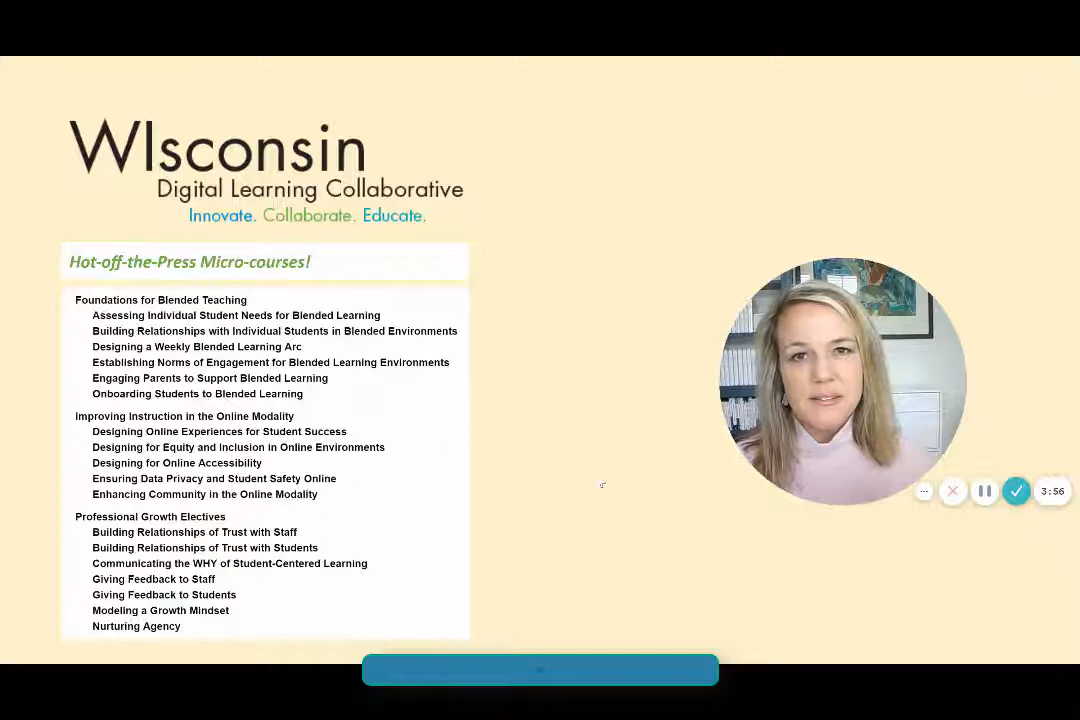 WIsconsin
Digital Learning Collaborative
Innovate. Collaborate. Educate.
Hot-off-the-Press Micro-courses!
Foundations for Blended Teaching
Assessing Individual Student Needs for Blended Learning
Building Relationships with Individual Students in Blended Environments
Designing a Weekly Blended Learning Arc
Establishing Norms of Engagement for Blended Learning Environments
Engaging Parents to Support Blended Learning
Onboarding Students to Blended Learning
Improving Instruction in the Online Modality
Designing Online Experiences for Student Success
Designing for Equity and Inclusion in Online Environments
Designing for Online Accessibility
Ensuring Data Privacy and Student Safety Online
Enhancing Community in the Online Modality
Professional Growth Electives
Building Relationships of Trust with Staff
Building Relationships of Trust with Students
Communicating the WHY of Student-Centered Learning
Giving Feedback to Staff
Giving Feedback to Students
Modeling a Growth Mindset
Nurturing Agency
3:56